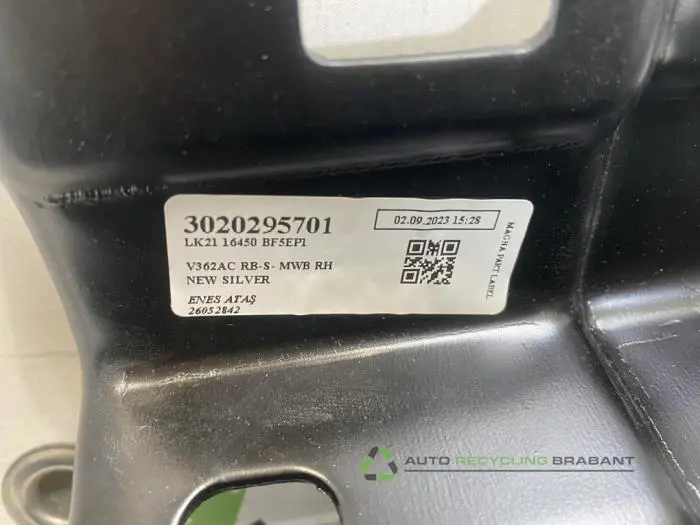 3020295701
LK21 16450 BF5EP1
02.09.2023 15:28
V362AC RB-S- MWB RH
NEW SILVER
ENES ATAŞ
26052842
MAGNA PART LABEL
AUTO RECYCLING BRABANT